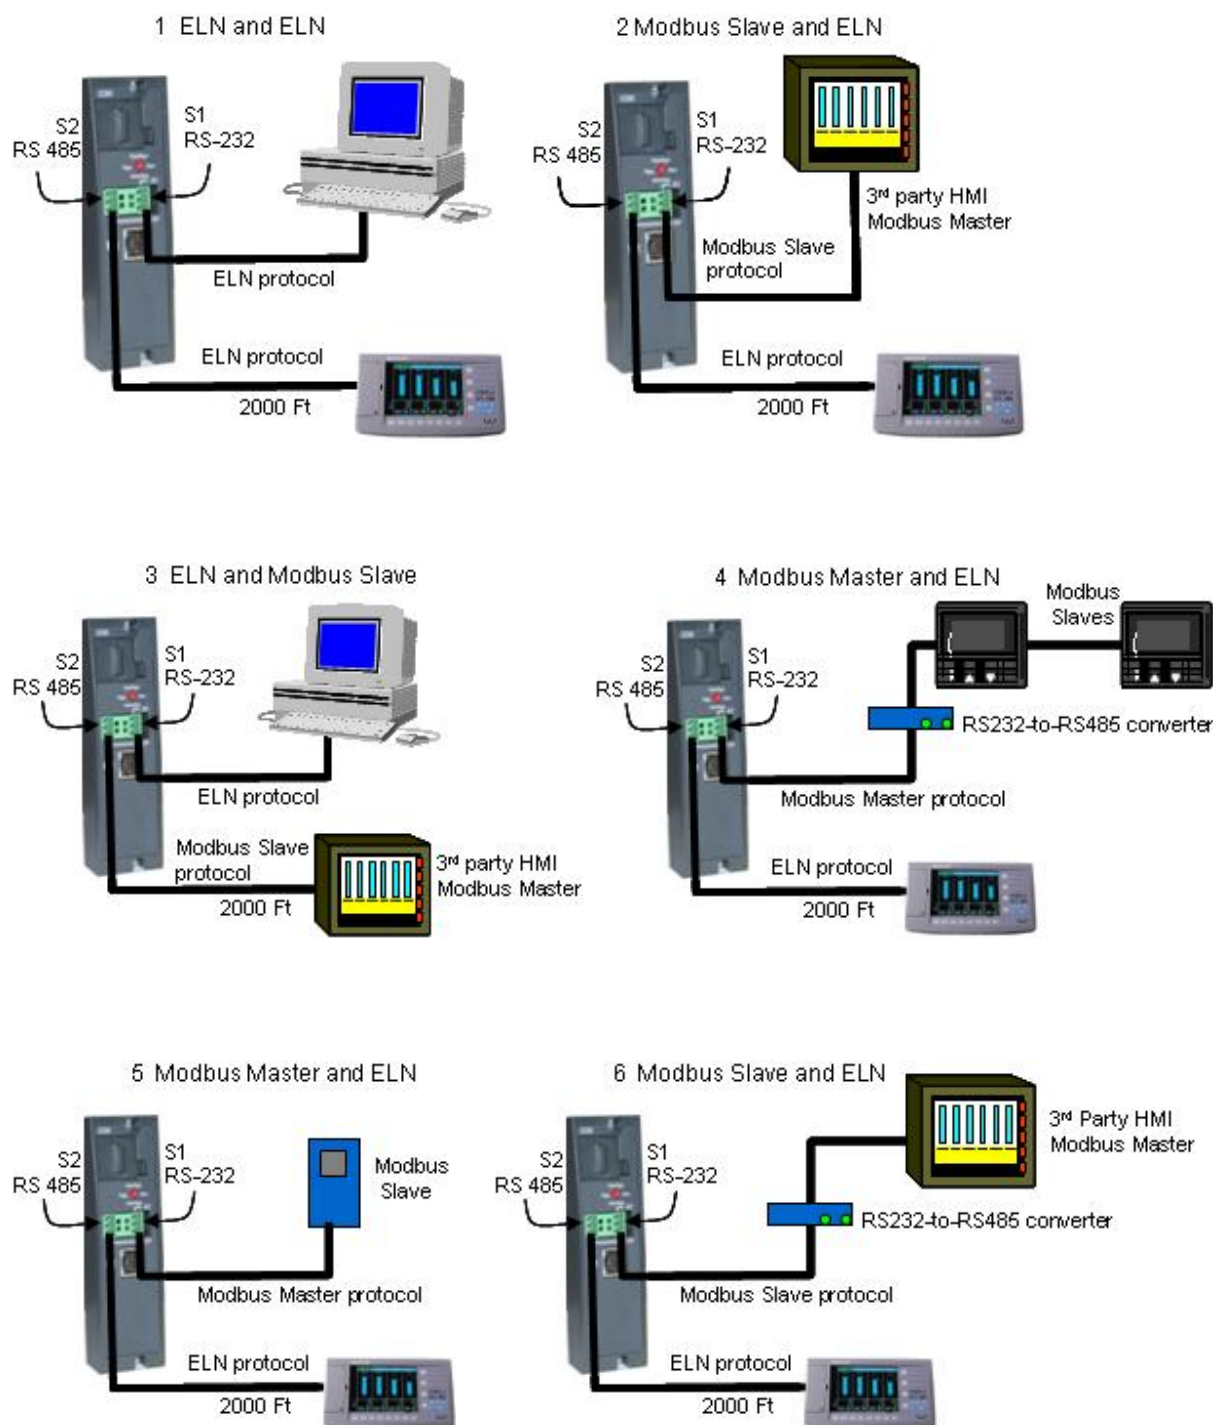 1 ELN and ELN
S2
RS 485
S1
RS-232
ELN protocol
ELN protocol
2000 Ft
2 Modbus Slave and ELN
S2
RS 485
S1
RS-232
3rd party HMI
Modbus Master
Modbus Slave
protocol
ELN protocol
2000 Ft
3 ELN and Modbus Slave
S2
RS 485
S1
RS-232
ELN protocol
Modbus Slave
protocol
2000 Ft
3rd party HMI
Modbus Master
4 Modbus Master and ELN
Modbus
Slaves
S2
RS 485
S1
RS-232
RS232-to-RS485 converter
Modbus Master protocol
ELN protocol
2000 Ft
5 Modbus Master and ELN
S2
RS 485
S1
RS-232
Modbus
Slave
Modbus Master protocol
ELN protocol
2000 Ft
6 Modbus Slave and ELN
S2
RS 485
S1
RS-232
3rd Party HMI
Modbus Master
RS232-to-RS485 converter
Modbus Slave protocol
ELN protocol
2000 Ft